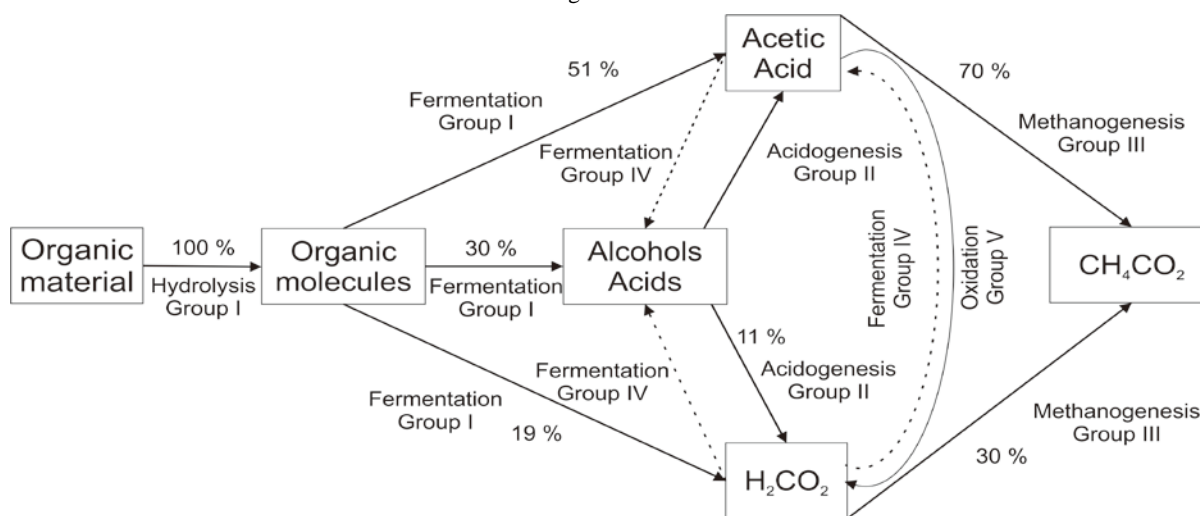 Acetic
Acid
51 %
70 %
Fermentation
Group I
Methanogenesis
Group III
Fermentation
Group IV
Acidogenesis
Group II
Organic
material
100 %
Hydrolysis
Group I
Organic
molecules
30 %
Fermentation
Group I
Alcohols
Acids
Fermentation
Group IV
Oxidation
Group V
CH₄CO₂
11 %
Acidogenesis
Group II
Fermentation
Group IV
Fermentation
Group I
19 %
Methanogenesis
Group III
30 %
H₂CO₂